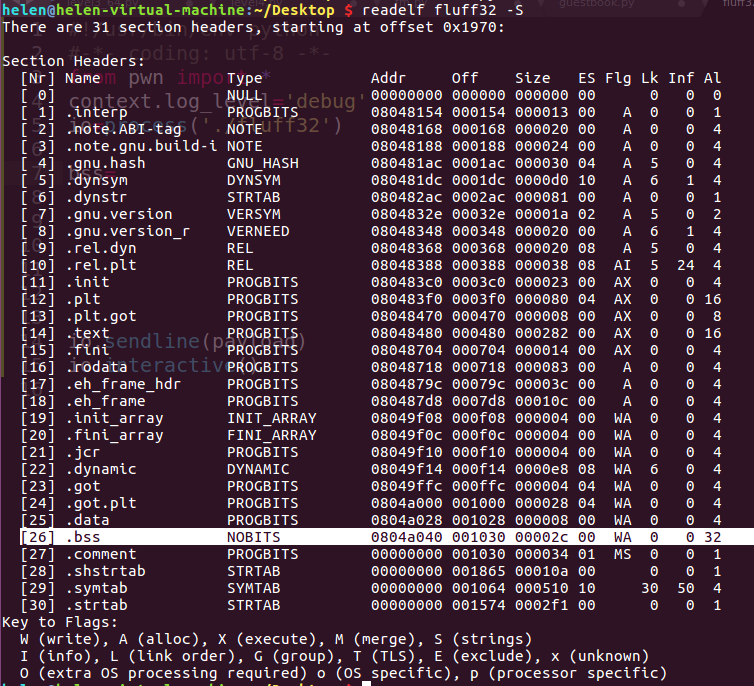 helen@helen-virtual-machine:~/Desktop $ readelf fluff32 -S
There are 31 section headers, starting at offset 0x1970:
Section Headers:
[Nr] Name Type Addr Off Size ES Flg Lk Inf Al
[ 0] NULL 00000000 000000 000000 00 0 0 0
[ 1] .interp PROGBITS 08048154 000154 000013 00 A 0 0 1
[ 2] .note.ABI-tag NOTE 08048168 000168 000020 00 A 0 0 4
[ 3] .note.gnu.build-i NOTE 08048188 000188 000024 00 A 0 0 4
[ 4] .gnu.hash GNU_HASH 080481ac 0001ac 000030 04 A 5 0 4
[ 5] .dynsym DYNSYM 080481dc 0001dc 0000d0 10 A 6 1 4
[ 6] .dynstr STRTAB 080482ac 0002ac 000081 00 A 0 0 1
[ 7] .gnu.version VERSYM 0804832e 00032e 00001a 02 A 5 0 2
[ 8] .gnu.version_r VERNEED 08048348 000348 000020 00 A 6 1 4
[ 9] .rel.dyn REL 08048368 000368 000020 08 A 5 0 4
[10] .rel.plt REL 08048388 000388 000038 08 AI 5 24 4
[11] .init PROGBITS 080483c0 0003c0 000023 00 AX 0 0 4
[12] .plt PROGBITS 080483f0 0003f0 000080 04 AX 0 0 16
[13] .plt.got PROGBITS 08048470 000470 000008 00 AX 0 0 8
[14] .text PROGBITS 08048480 000480 000282 00 AX 0 0 16
[15] .fini PROGBITS 08048704 000704 000014 00 AX 0 0 4
[16] .rodata PROGBITS 08048718 000718 000083 00 A 0 0 4
[17] .eh_frame_hdr PROGBITS 0804879c 00079c 00003c 00 A 0 0 4
[18] .eh_frame PROGBITS 080487d8 0007d8 00010c 00 A 0 0 4
[19] .init_array INIT_ARRAY 08049f08 000f08 000004 00 WA 0 0 4
[20] .fini_array FINI_ARRAY 08049f0c 000f0c 000004 00 WA 0 0 4
[21] .jcr PROGBITS 08049f10 000f10 000004 00 WA 0 0 4
[22] .dynamic DYNAMIC 08049f14 000f14 0000e8 08 WA 6 0 4
[23] .got PROGBITS 08049ffc 000ffc 000004 04 WA 0 0 4
[24] .got.plt PROGBITS 0804a000 001000 000028 04 WA 0 0 4
[25] .data PROGBITS 0804a028 001028 000008 00 WA 0 0 4
[26] .bss NOBITS 0804a040 001030 00002c 00 WA 0 0 32
[27] .comment PROGBITS 00000000 001030 000034 01 MS 0 0 1
[28] .shstrtab STRTAB 00000000 001865 00010a 00 0 0 1
[29] .symtab SYMTAB 00000000 001064 000510 10 30 50 4
[30] .strtab STRTAB 00000000 001574 0002f1 00 0 0 1
Key to Flags:
W (write), A (alloc), X (execute), M (merge), S (strings)
I (info), L (link order), G (group), T (TLS), E (exclude), x (unknown)
O (extra OS processing required) o (OS specific), p (processor specific)